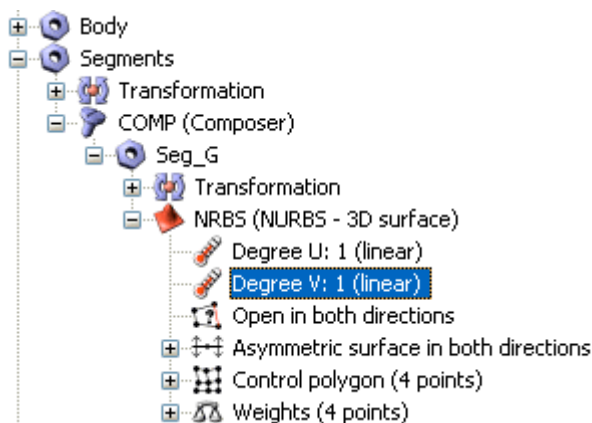 Body
Segments
Transformation
COMP (Composer)
Seg_G
Transformation
NRBS (NURBS - 3D surface)
Degree U: 1 (linear)
Degree V: 1 (linear)
Open in both directions
Asymmetric surface in both directions
Control polygon (4 points)
Weights (4 points)